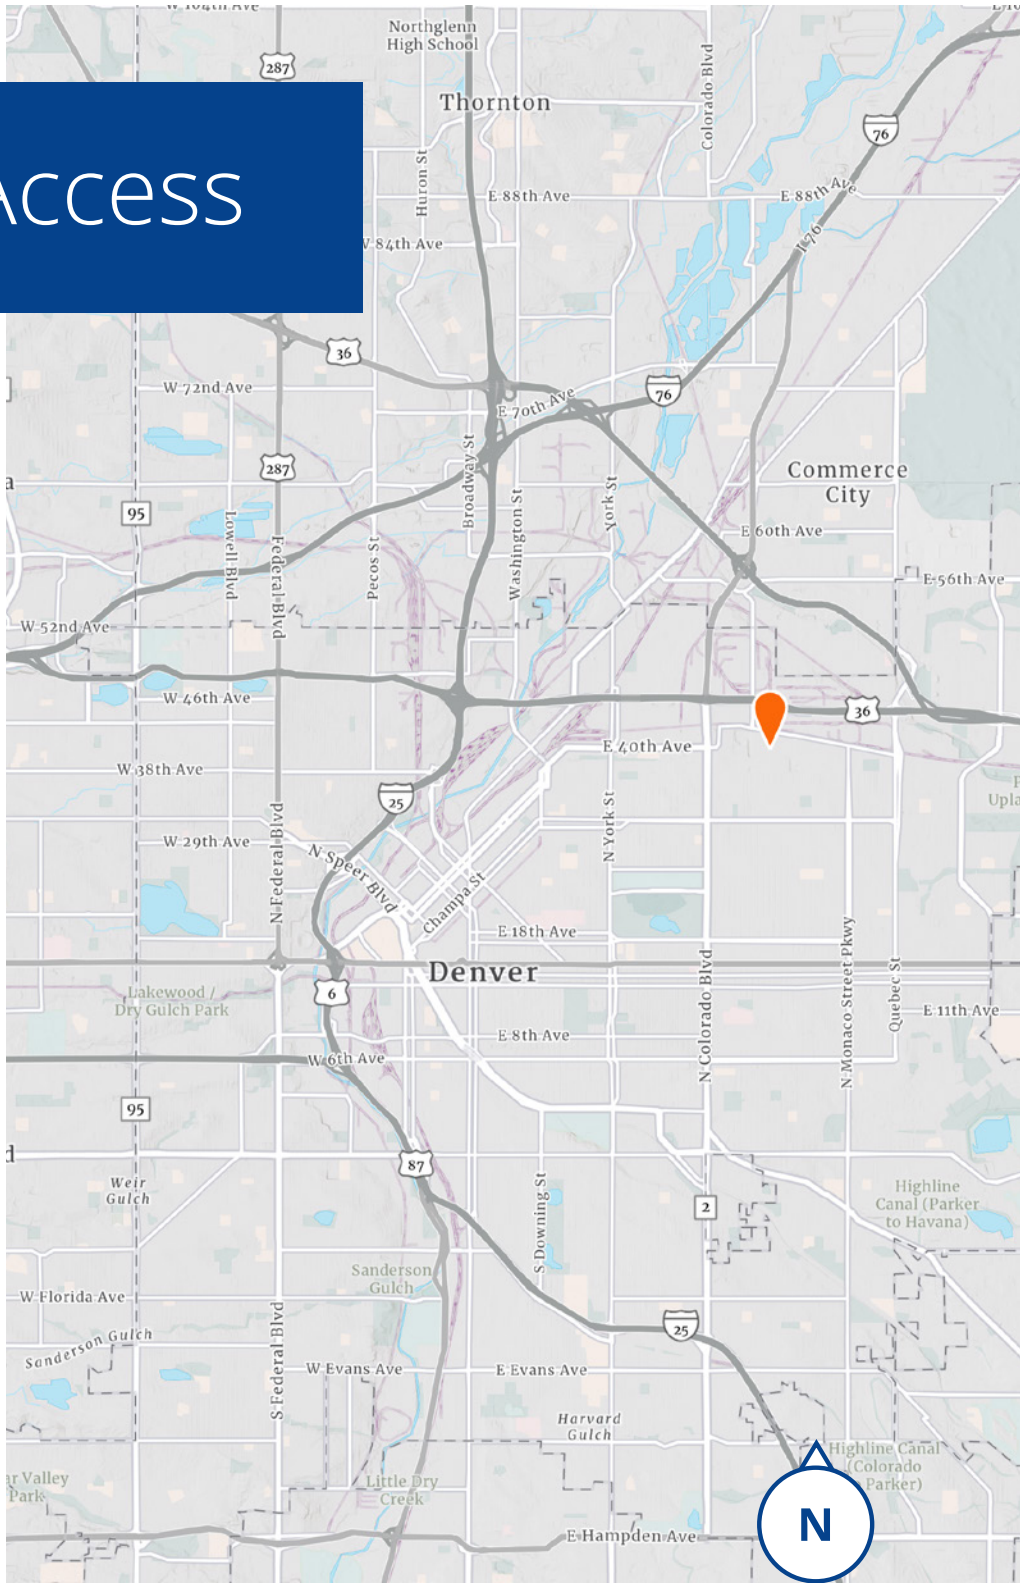 W 104th Ave
Northglenn
High School
287
Thornton
Colorado Blvd
76
Access
Huron St
E 88th Ave
E 88th Ave
W 84th Ave
I 76
36
W 72nd Ave
E 70th Ave
76
287
Broadway St
Commerce
City
95
Lowell Blvd
Federal Blvd
Pecos St
Washington St
York St
E 60th Ave
E 56th Ave
W 52nd Ave
W 46th Ave
36
E 40th Ave
W 38th Ave
25
W 29th Ave
N Federal Blvd
N Speer Blvd
Champa St
N York St
E 18th Ave
Denver
N Colorado Blvd
N Monaco Street Pkwy
Quebec St
6
Lakewood /
Dry Gulch Park
E 11th Ave
E 8th Ave
W 6th Ave
95
87
Weir
Gulch
2
Highline
Canal (Parker
to Havana)
S Downing St
Sanderson
Gulch
W Florida Ave
S Federal Blvd
25
Sanderson Gulch
W Evans Ave
E Evans Ave
Harvard
Gulch
Highline Canal
(Colorado
Parker)
Valley
Park
Little Dry
Creek
E Hampden Ave
N